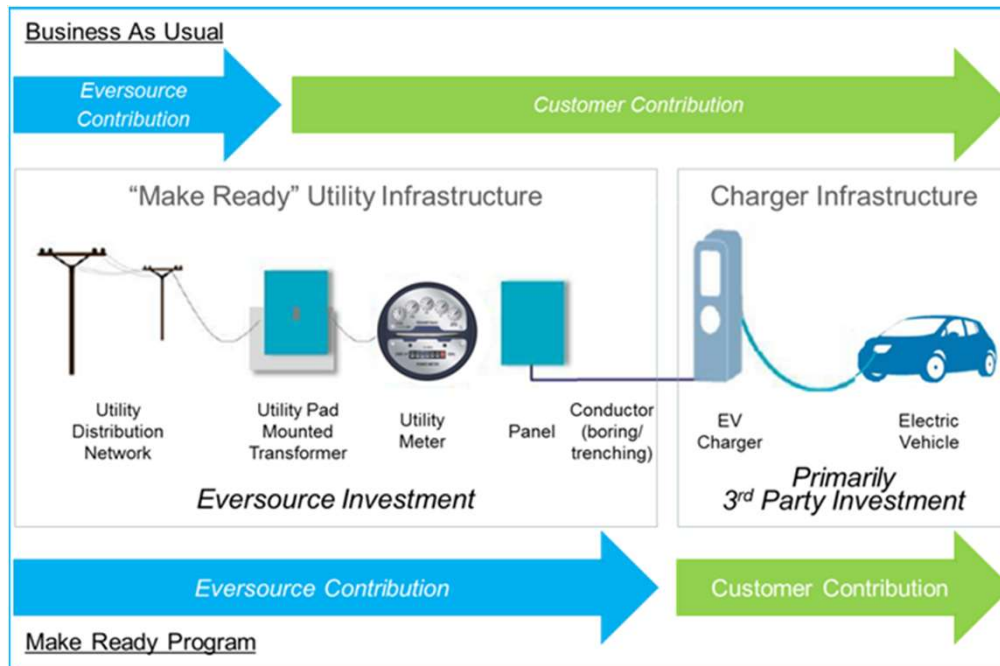 Business As Usual
Eversource
Contribution
Customer Contribution
“Make Ready” Utility Infrastructure
Charger Infrastructure
Utility
Distribution
Network
Utility Pad
Mounted
Transformer
Utility
Meter
Panel
Conductor
(boring/
trenching)
EV
Charger
Electric
Vehicle
Eversource Investment
Primarily
3rd Party Investment
Eversource Contribution
Customer Contribution
Make Ready Program